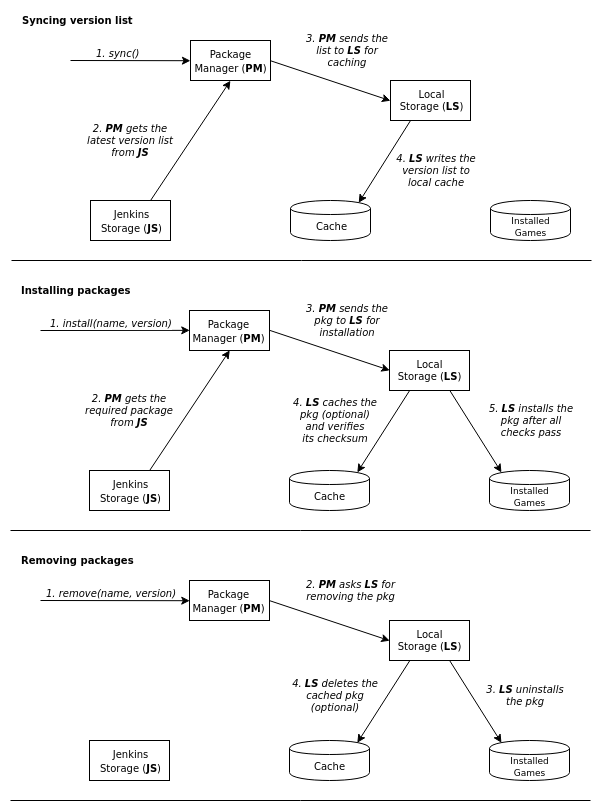 Syncing version list
1. sync()
Package
Manager (PM)
3. PM sends the
list to LS for
caching
Local
Storage (LS)
2. PM gets the
latest version list
from JS
4. LS writes the
version list to
local cache
Jenkins
Storage (JS)
Cache
Installed
Games
Installing packages
1. install(name, version)
Package
Manager (PM)
3. PM sends the
pkg to LS for
installation
Local
Storage (LS)
2. PM gets the
required package
from JS
4. LS caches the
pkg (optional)
and verifies
its checksum
5. LS installs the
pkg after all
checks pass
Jenkins
Storage (JS)
Cache
Installed
Games
Removing packages
1. remove(name, version)
Package
Manager (PM)
2. PM asks LS for
removing the pkg
Local
Storage (LS)
4. LS deletes the
cached pkg
(optional)
3. LS uninstalls
the pkg
Jenkins
Storage (JS)
Cache
Installed
Games